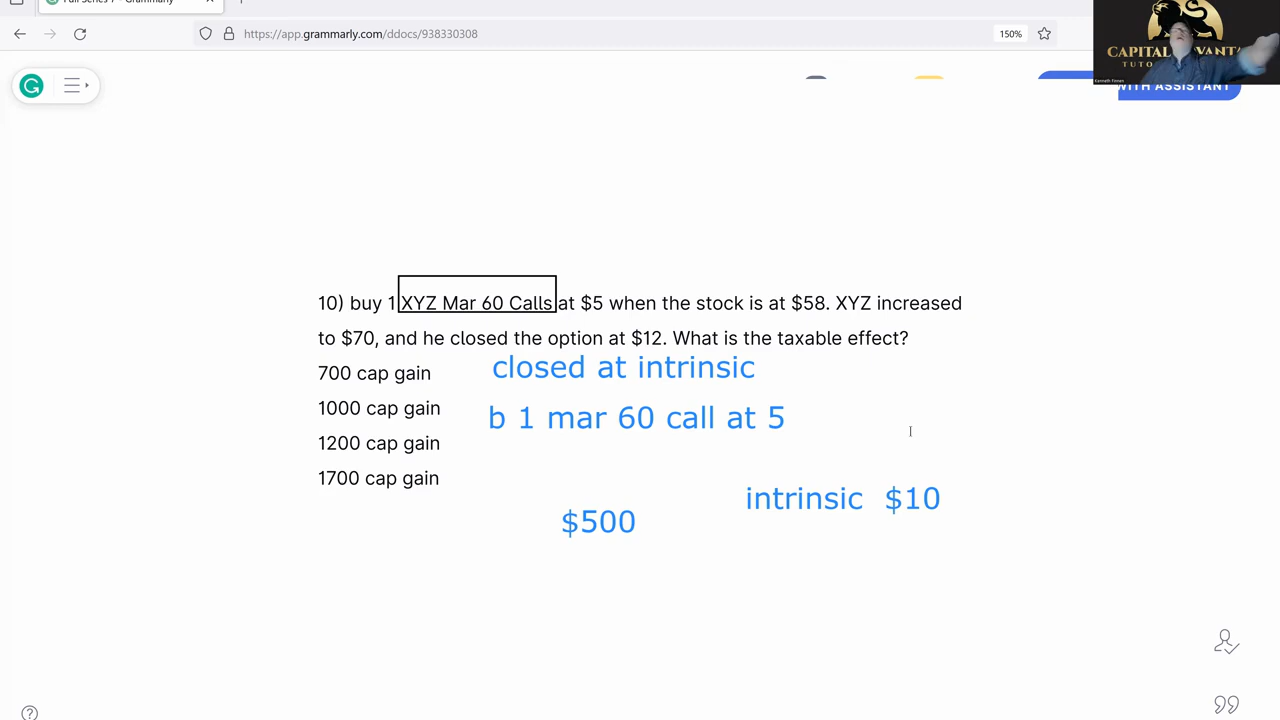 https://app.grammarly.com/ddocs/938330308
150%
CAPITAL
WITH ASSISTANT
10) buy 1 XYZ Mar 60 Calls at $5 when the stock is at $58. XYZ increased
to $70, and he closed the option at $12. What is the taxable effect?
700 cap gain
closed at intrinsic
1000 cap gain
b 1 mar 60 call at 5
1200 cap gain
1700 cap gain
intrinsic $10
$500